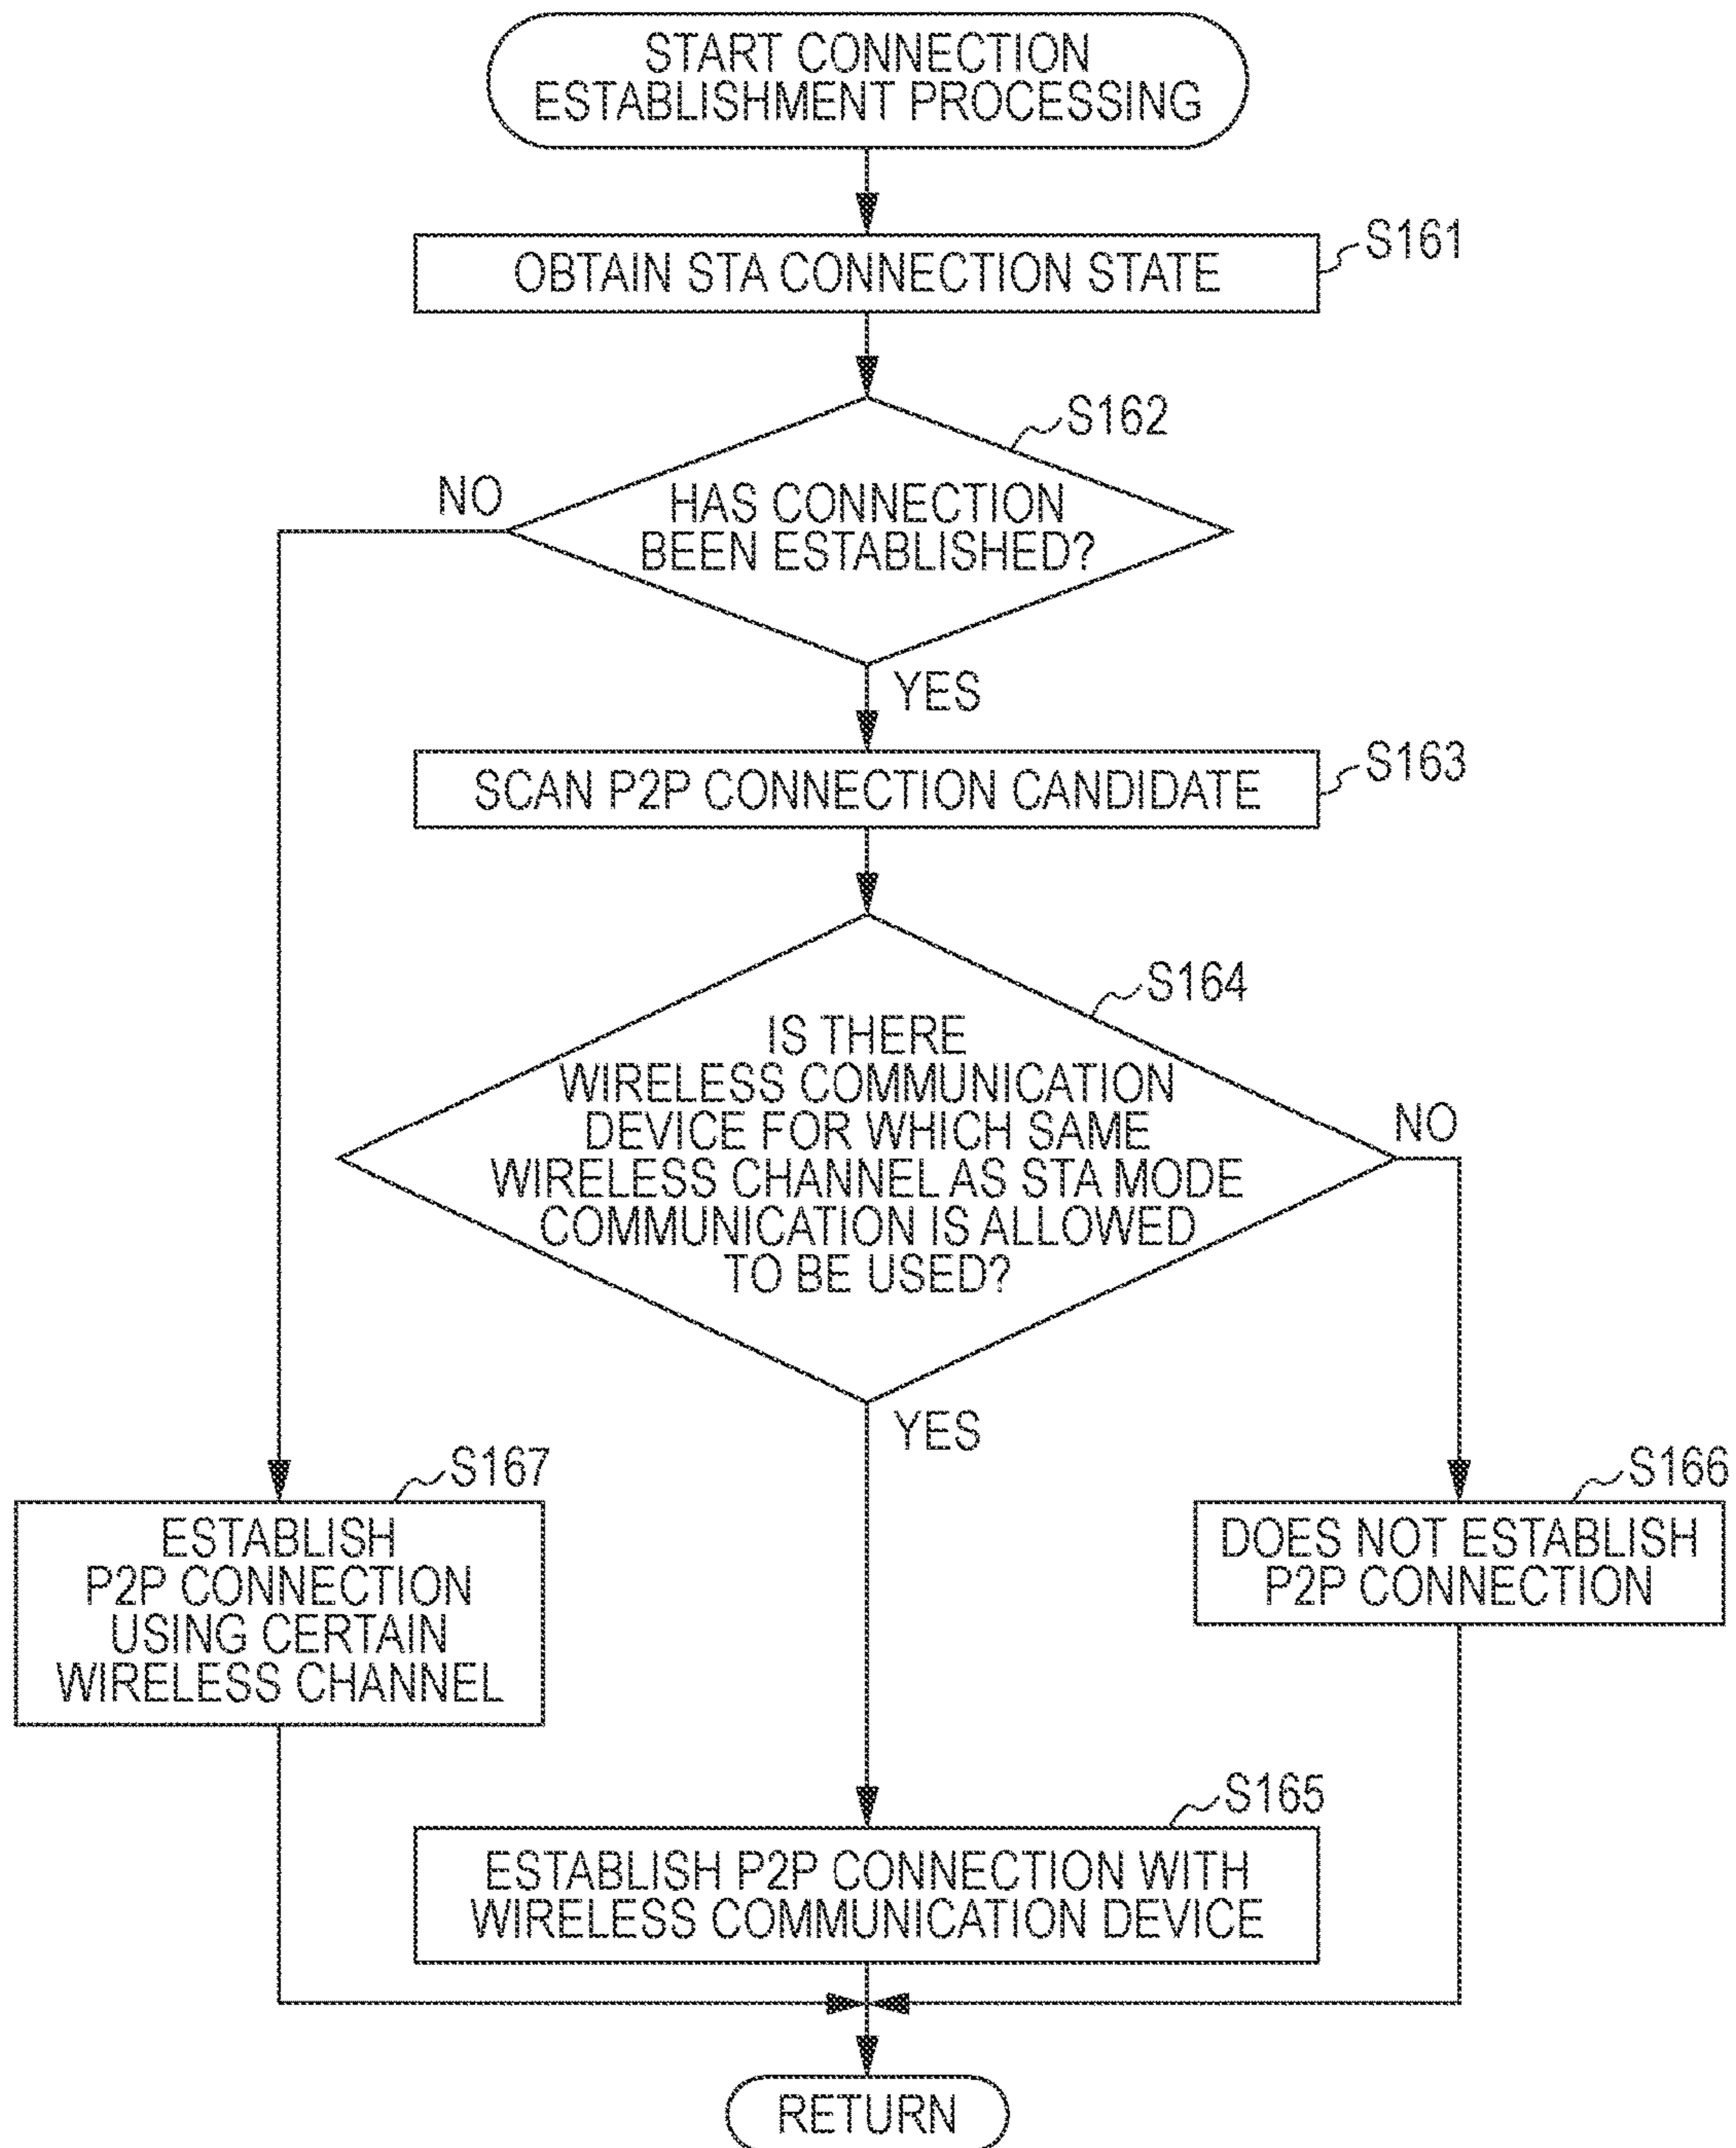 START CONNECTION
ESTABLISHMENT PROCESSING
OBTAIN STA CONNECTION STATE
S161
S162
NO
HAS CONNECTION
BEEN ESTABLISHED?
YES
SCAN P2P CONNECTION CANDIDATE
S163
S164
IS THERE
WIRELESS COMMUNICATION
DEVICE FOR WHICH SAME
WIRELESS CHANNEL AS STA MODE
COMMUNICATION IS ALLOWED
TO BE USED?
NO
YES
S167
ESTABLISH
P2P CONNECTION
USING CERTAIN
WIRELESS CHANNEL
S166
DOES NOT ESTABLISH
P2P CONNECTION
S165
ESTABLISH P2P CONNECTION WITH
WIRELESS COMMUNICATION DEVICE
RETURN